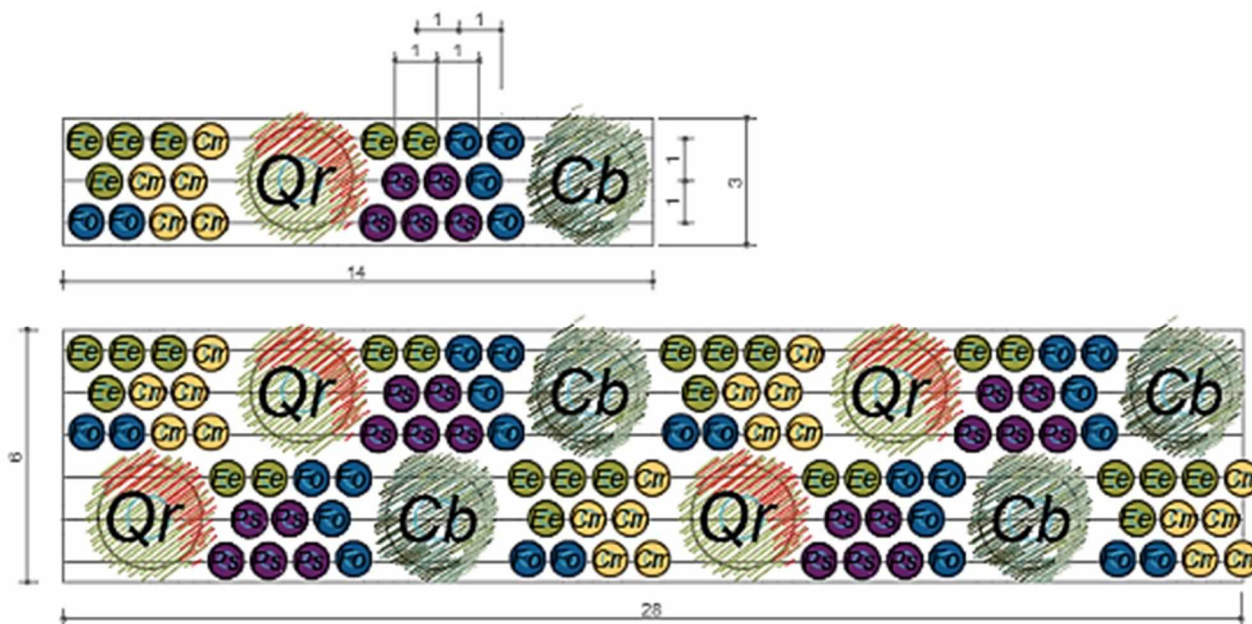 1 1
1 1
Ee Ee Ee Cm Ee Ee Fo Fo
Qr Cb
Ee Cm Cm Ps Ps Fo
Fo Fo Cm Cm Ps Ps Ps Fo
1
1
3
14
Ee Ee Ee Cm Ee Ee Fo Fo Ee Ee Ee Cm Ee Ee Fo Fo
Qr Cb Qr Cb
Ee Cm Cm Ps Ps Fo Ee Cm Cm Ps Ps Fo
Fo Fo Cm Cm Ps Ps Ps Fo Fo Fo Cm Cm Ps Ps Ps Fo
6
Ee Ee Fo Fo Ee Ee Ee Cm Ee Ee Fo Fo Ee Ee Ee Cm
Qr Cb Qr Cb
Ps Ps Fo Ee Cm Cm Ps Ps Fo Ee Cm Cm
Ps Ps Ps Fo Fo Fo Cm Cm Ps Ps Ps Fo Fo Fo Cm Cm
28